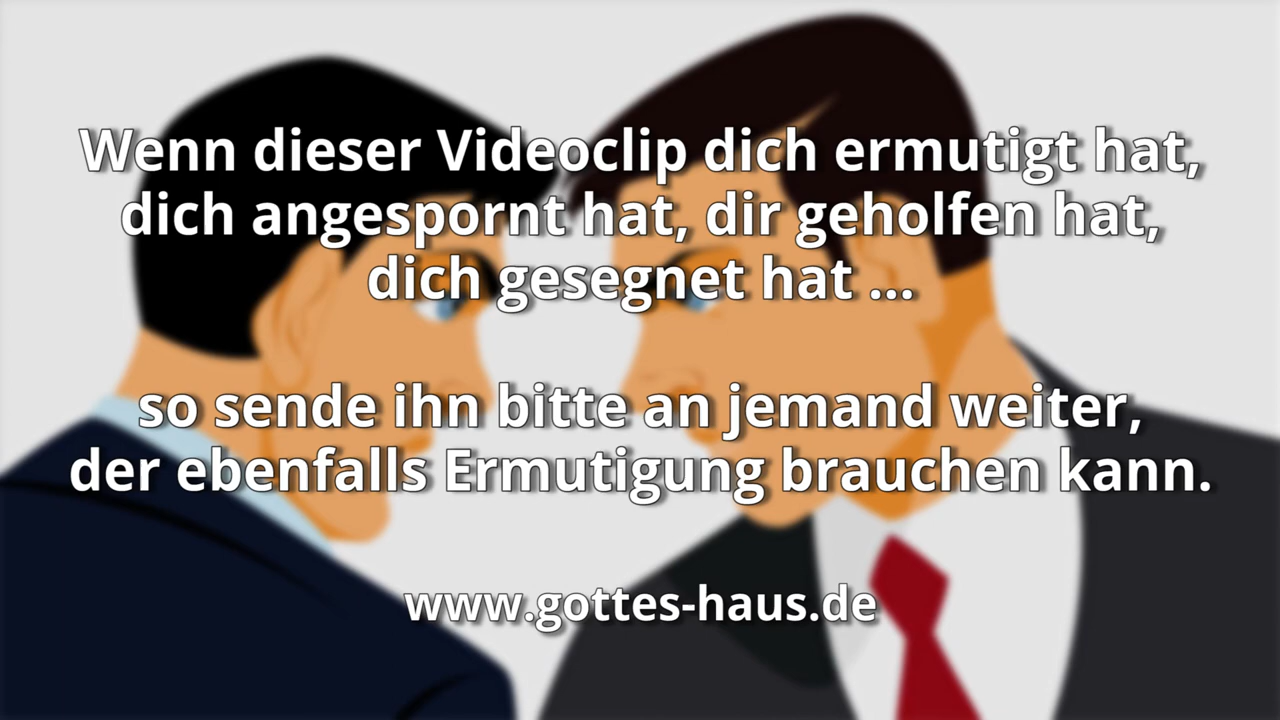 Wenn dieser Videoclip dich ermutigt hat,
dich angespornt hat, dir geholfen hat,
dich gesegnet hat ...
so sende ihn bitte an jemand weiter,
der ebenfalls Ermutigung brauchen kann.
www.gottes-haus.de